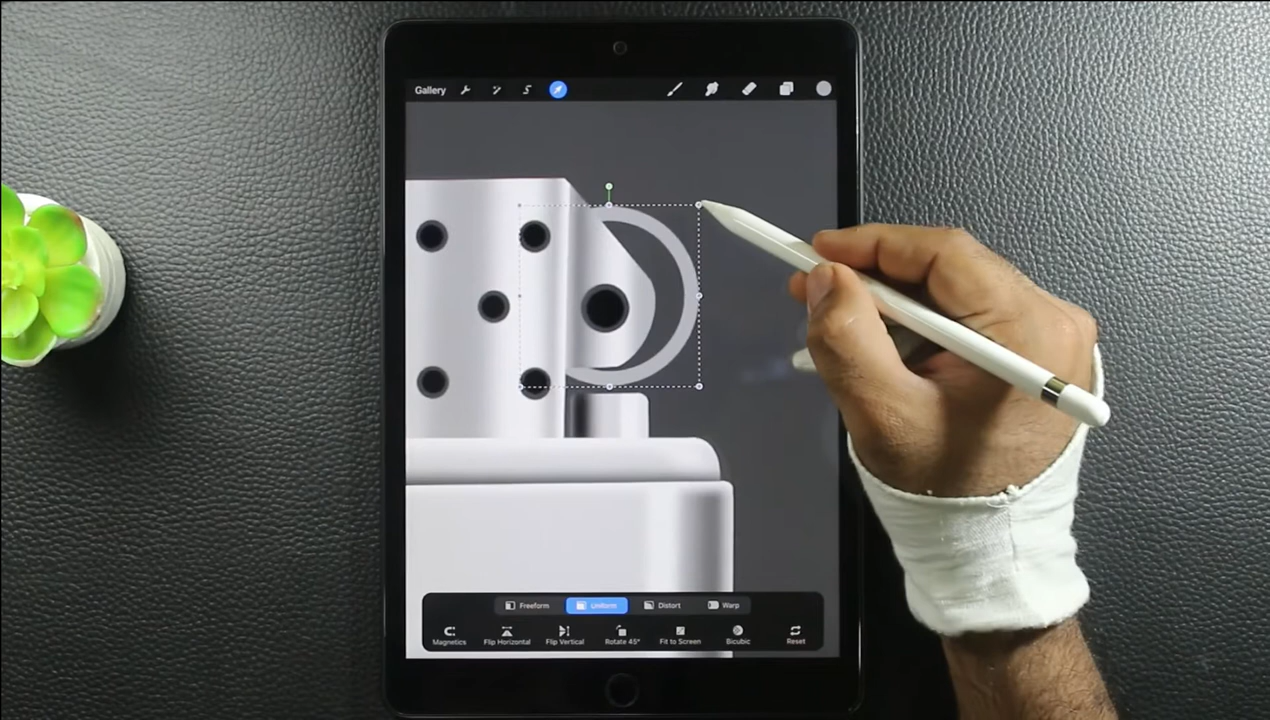 Gallery
Freeform Uniform Distort Warp
Magnetics Flip Horizontal Flip Vertical Rotate 45° Fit to Screen Bicubic Reset